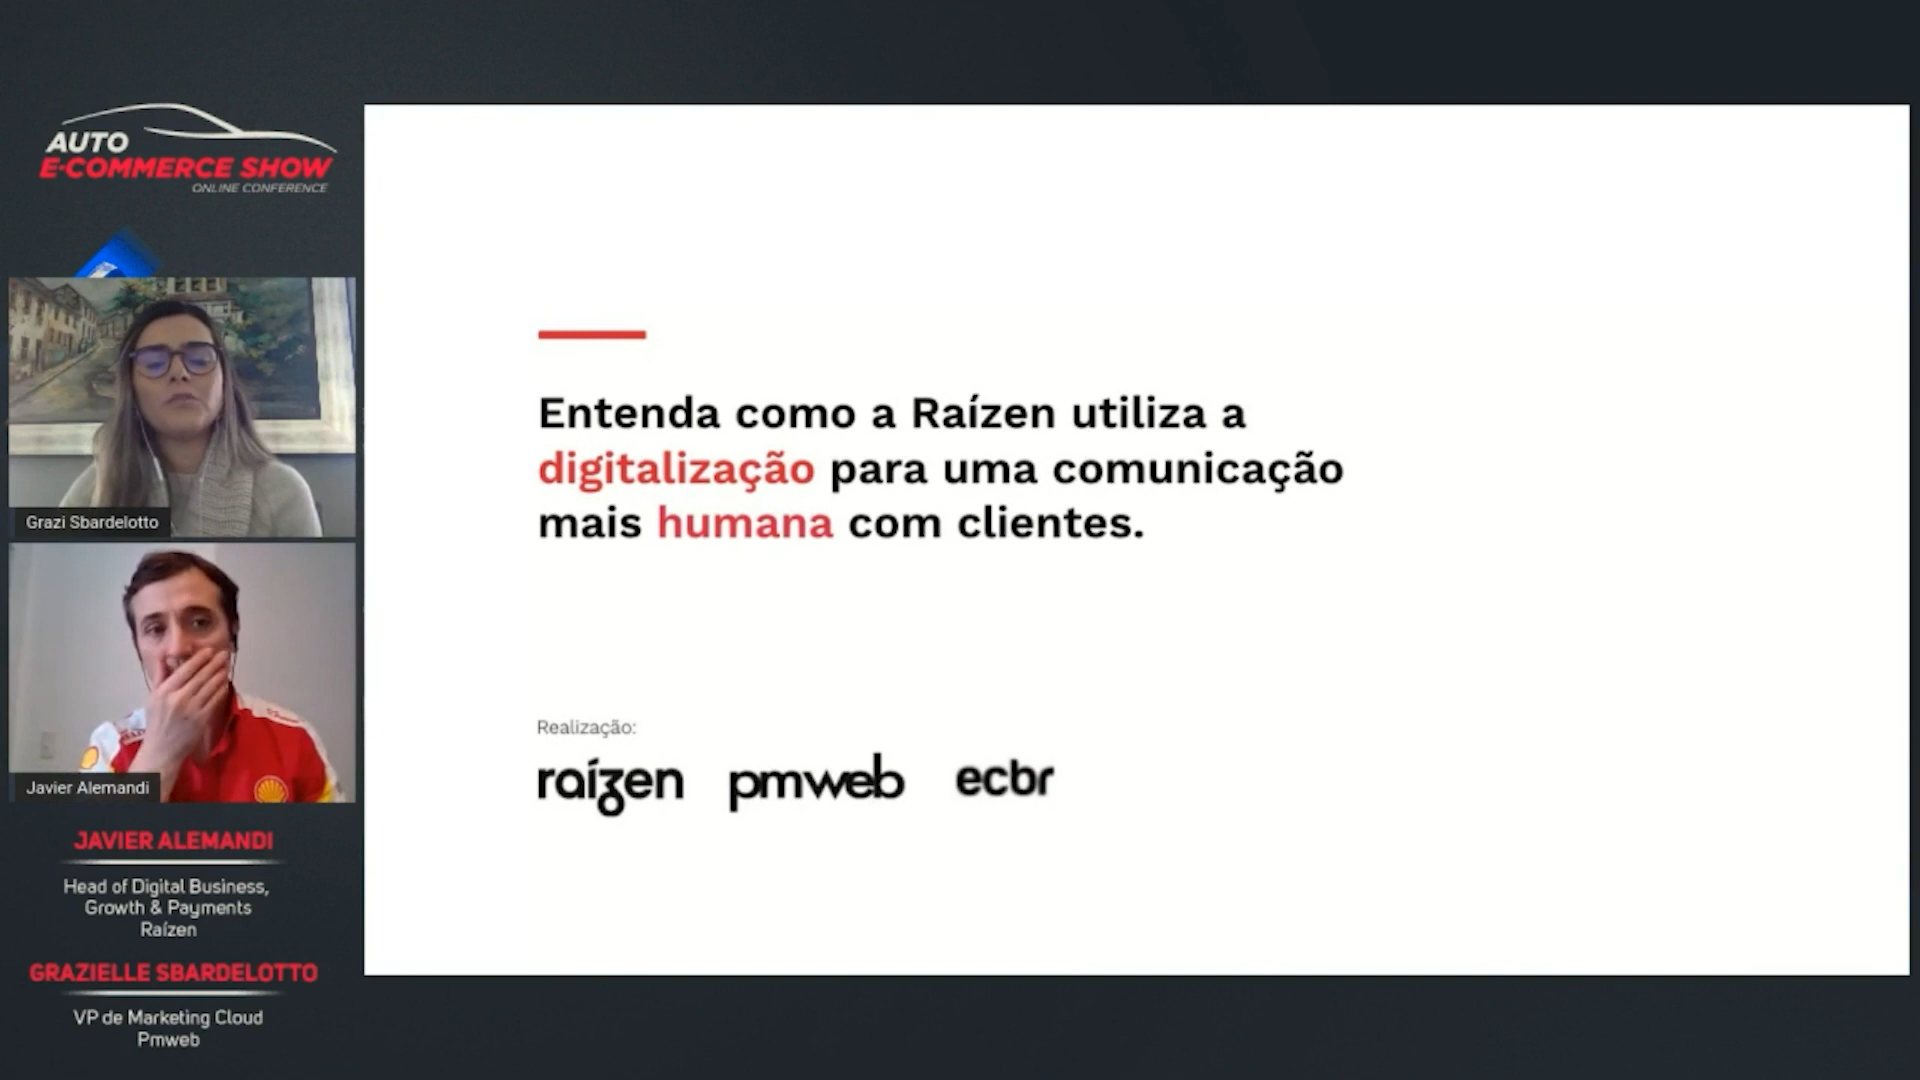 AUTO
E-COMMERCE SHOW
ONLINE CONFERENCE
Grazi Sbardelotto
Javier Alemandi
JAVIER ALEMANDI
Head of Digital Business,
Growth & Payments
Raízen
GRAZIELLE SBARDELOTTO
VP de Marketing Cloud
Pmweb
Entenda como a Raízen utiliza a
digitalização para uma comunicação
mais humana com clientes.
Realização:
raízen pmweb ecbr